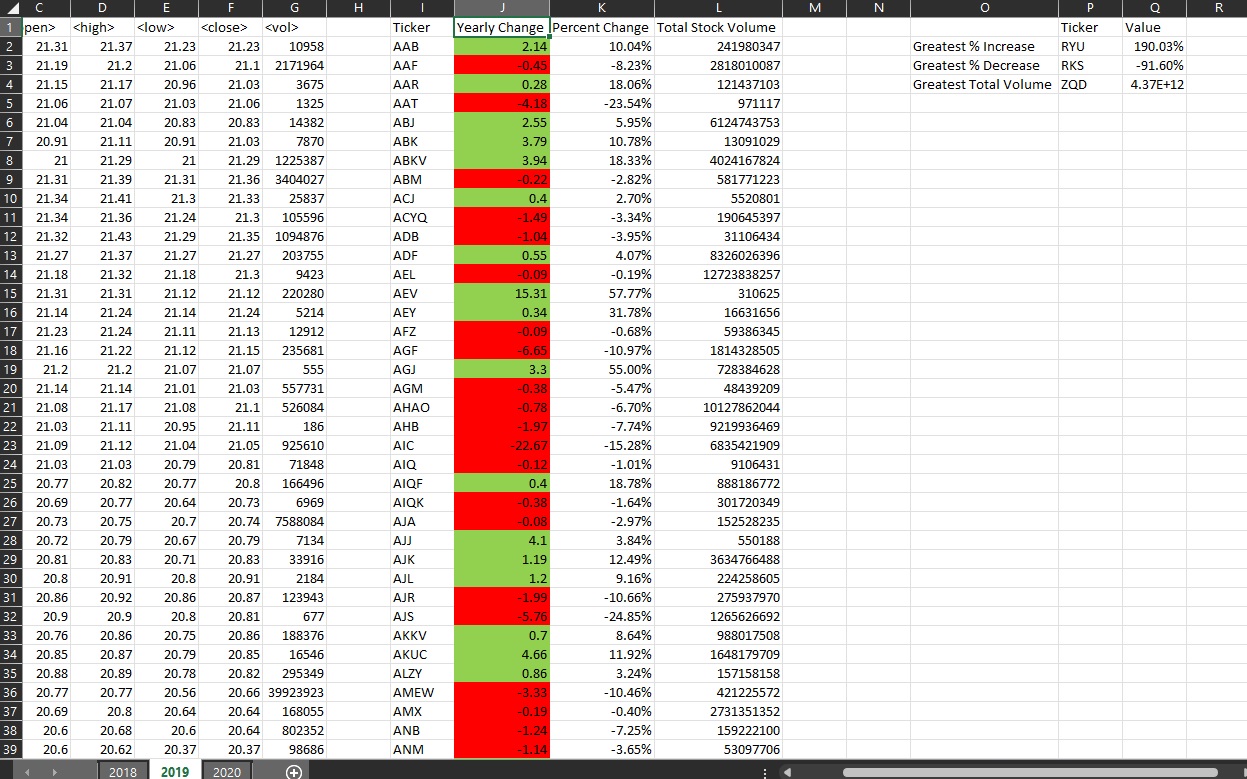 C D E F G H I J K L M N O P Q R
1 pen> <high> <low> <close> <vol> Ticker Yearly Change Percent Change Total Stock Volume Ticker Value
2 21.31 21.37 21.23 21.23 10958 AAB 2.14 10.04% 241980347 Greatest % Increase RYU 190.03%
3 21.19 21.2 21.06 21.1 2171964 AAF -0.45 -8.23% 2818010087 Greatest % Decrease RKS -91.60%
4 21.15 21.17 20.96 21.03 3675 AAR 0.28 18.06% 121437103 Greatest Total Volume ZQD 4.37E+12
5 21.06 21.07 21.03 21.06 1325 AAT -4.18 -23.54% 971117
6 21.04 21.04 20.83 20.83 14382 ABJ 2.55 5.95% 6124743753
7 20.91 21.11 20.91 21.03 7870 ABK 3.79 10.78% 13091029
8 21 21.29 21 21.29 1225387 ABKV 3.94 18.33% 4024167824
9 21.31 21.39 21.31 21.36 3404027 ABM -0.22 -2.82% 581771223
10 21.34 21.41 21.3 21.33 25837 ACJ 0.4 2.70% 5520801
11 21.34 21.36 21.24 21.3 105596 ACYQ -1.49 -3.34% 190645397
12 21.32 21.43 21.29 21.35 1094876 ADB -1.04 -3.95% 31106434
13 21.27 21.37 21.27 21.27 203755 ADF 0.55 4.07% 8326026396
14 21.18 21.32 21.18 21.3 9423 AEL -0.09 -0.19% 12723838257
15 21.31 21.31 21.12 21.12 220280 AEV 15.31 57.77% 310625
16 21.14 21.24 21.14 21.24 5214 AEY 0.34 31.78% 16631656
17 21.23 21.24 21.11 21.13 12912 AFZ -0.09 -0.68% 59386345
18 21.16 21.22 21.12 21.15 235681 AGF -6.65 -10.97% 1814328505
19 21.2 21.2 21.07 21.07 555 AGJ 3.3 55.00% 728384628
20 21.14 21.14 21.01 21.03 557731 AGM -0.38 -5.47% 48439209
21 21.08 21.17 21.08 21.1 526084 AHAO -0.78 -6.70% 10127862044
22 21.03 21.11 20.95 21.11 186 AHB -1.97 -7.74% 9219936469
23 21.09 21.12 21.04 21.05 925610 AIC -22.67 -15.28% 6835421909
24 21.03 21.03 20.79 20.81 71848 AIQ -0.12 -1.01% 9106431
25 20.77 20.82 20.77 20.8 166496 AIQF 0.4 18.78% 888186772
26 20.69 20.77 20.64 20.73 6969 AIQK -0.38 -1.64% 301720349
27 20.73 20.75 20.7 20.74 7588084 AJA -0.08 -2.97% 152528235
28 20.72 20.79 20.67 20.79 7134 AJJ 4.1 3.84% 550188
29 20.81 20.83 20.71 20.83 33916 AJK 1.19 12.49% 3634766488
30 20.8 20.91 20.8 20.91 2184 AJL 1.2 9.16% 224258605
31 20.86 20.92 20.86 20.87 123943 AJR -1.99 -10.66% 275937970
32 20.9 20.9 20.8 20.81 677 AJS -5.76 -24.85% 1265626692
33 20.76 20.86 20.75 20.86 188376 AKKV 0.7 8.64% 988017508
34 20.85 20.87 20.79 20.85 16546 AKUC 4.66 11.92% 1648179709
35 20.88 20.89 20.78 20.82 295349 ALZY 0.86 3.24% 157158158
36 20.77 20.77 20.56 20.66 39923923 AMEW -3.33 -10.46% 421225572
37 20.69 20.8 20.64 20.64 168055 AMX -0.19 -0.40% 2731351352
38 20.6 20.68 20.6 20.64 802352 ANB -1.24 -7.25% 159222100
39 20.6 20.62 20.37 20.37 98686 ANM -1.14 -3.65% 53097706
2018 2019 2020